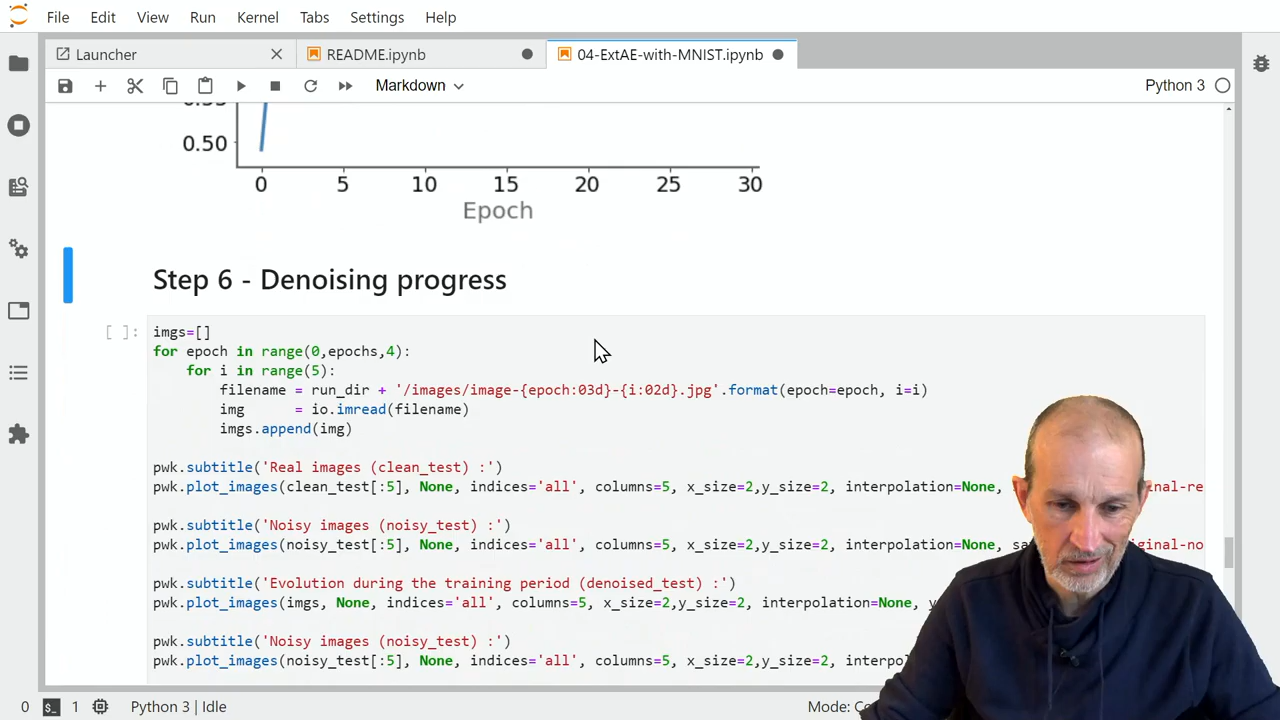 File Edit View Run Kernel Tabs Settings Help
Launcher README.ipynb 04-ExtAE-with-MNIST.ipynb
Markdown Python 3
0.50
0 5 10 15 20 25 30
Epoch
Step 6 - Denoising progress
[ ]: imgs=[]
for epoch in range(0,epochs,4):
for i in range(5):
filename = run_dir + '/images/image-{epoch:03d}-{i:02d}.jpg'.format(epoch=epoch, i=i)
img = io.imread(filename)
imgs.append(img)
pwk.subtitle('Real images (clean_test) :')
pwk.plot_images(clean_test[:5], None, indices='all', columns=5, x_size=2,y_size=2, interpolation=None,
pwk.subtitle('Noisy images (noisy_test) :')
pwk.plot_images(noisy_test[:5], None, indices='all', columns=5, x_size=2,y_size=2, interpolation=None,
pwk.subtitle('Evolution during the training period (denoised_test) :')
pwk.plot_images(imgs, None, indices='all', columns=5, x_size=2,y_size=2, interpolation=None,
pwk.subtitle('Noisy images (noisy_test) :')
pwk.plot_images(noisy_test[:5], None, indices='all', columns=5, x_size=2,y_size=2,
0 1 Python 3 | Idle Mode: